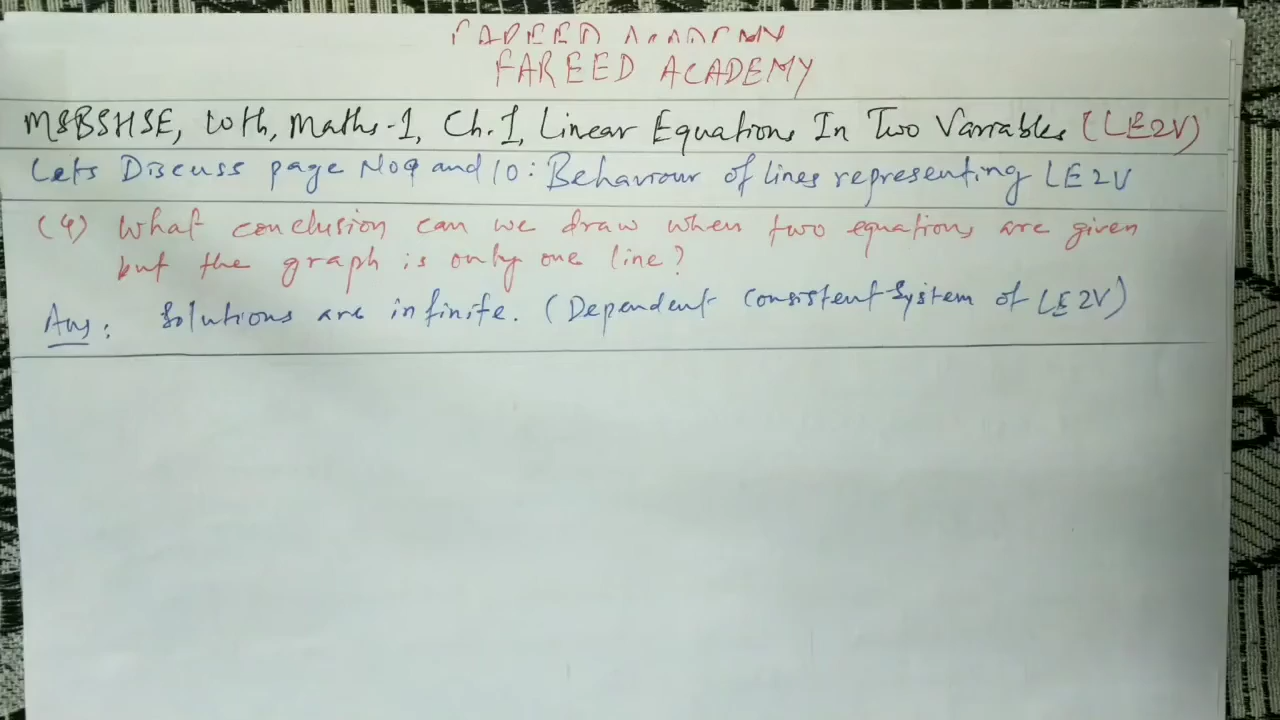 FAREED ACADEMY
FAREED ACADEMY
MSBSHSE, 10th, Maths-1, Ch.1, Linear Equations In Two Variables (LE2V)
Lets Discuss page No 9 and 10: Behaviour of lines representing LE2V
(4) What conclusion can we draw when two equations are given
but the graph is only one line?
Ans: Solutions are infinite. (Dependent Consistent System of LE2V)